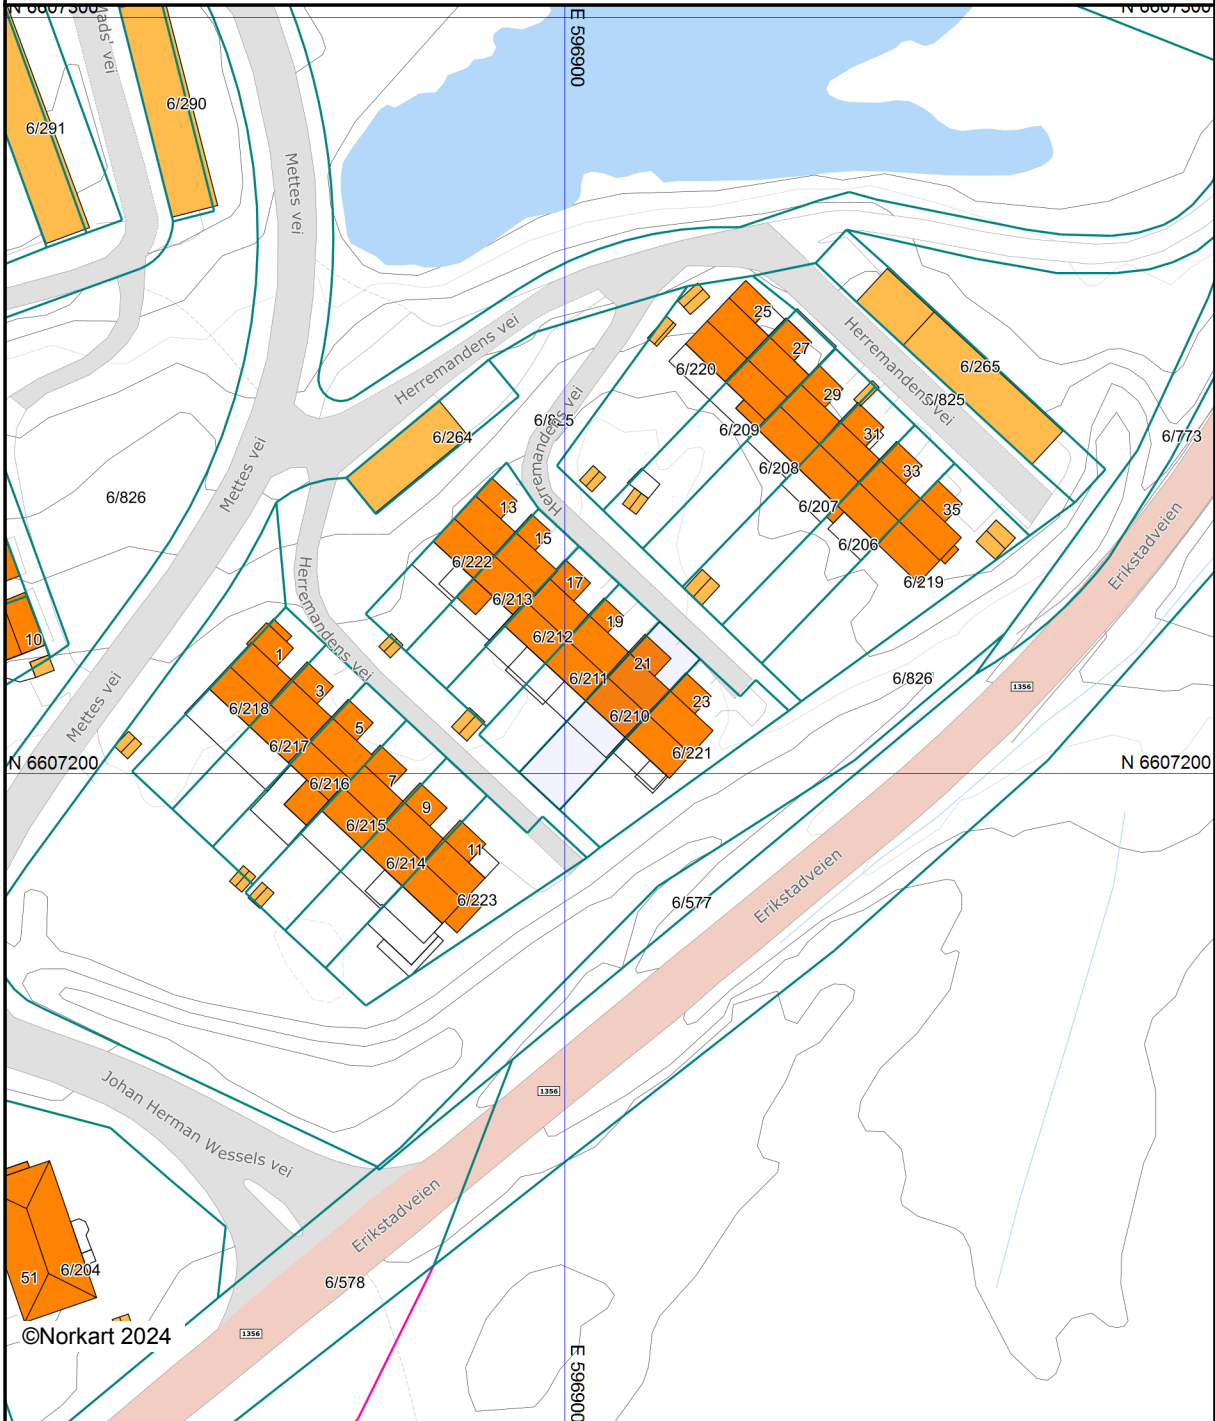 N 6607300
E 596900
N 6607300
Mads' vei
6/290
6/291
Mettes vei
25
Herremandens vei
27
Herremandens vei
6/220
29
6/265
6/825
6/825
Herremandens vei
6/264
6/209
31
6/773
Mettes vei
6/208
33
6/826
13
6/207
35
15
6/206
Erikstadveien
6/222
17
6/219
Herremandens vei
6/213
19
6/212
10
1
21
6/211
6/826
3
1356
23
Mettes vei
6/218
6/210
5
6/217
6/221
N 6607200
N 6607200
7
6/216
9
6/215
11
6/214
Erikstadveien
6/223
6/577
1356
Johan Herman Wessels vei
Erikstadveien
6/204
51
6/578
1356
©Norkart 2024
E 596900